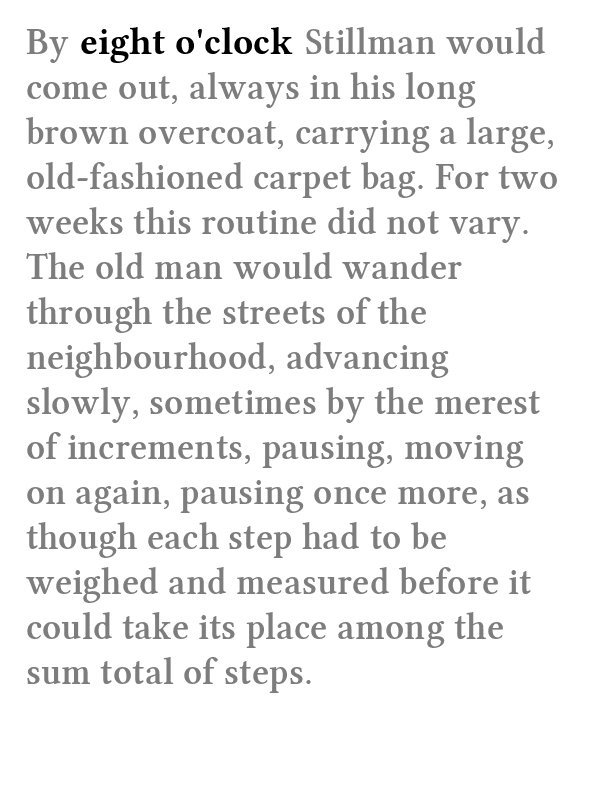 By eight o'clock Stillman would
come out, always in his long
brown overcoat, carrying a large,
old-fashioned carpet bag. For two
weeks this routine did not vary.
The old man would wander
through the streets of the
neighbourhood, advancing
slowly, sometimes by the merest
of increments, pausing, moving
on again, pausing once more, as
though each step had to be
weighed and measured before it
could take its place among the
sum total of steps.